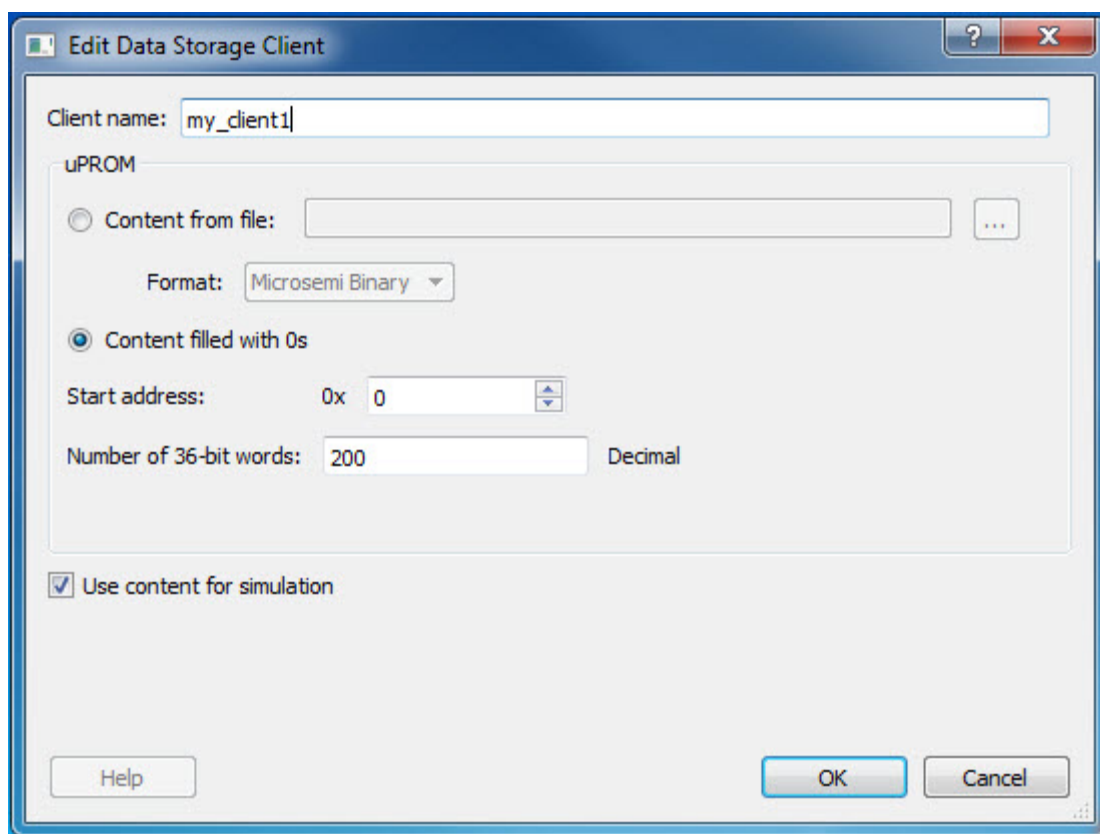 Edit Data Storage Client
Client name: my_client1
uPROM
Content from file: ...
Format: Microsemi Binary
Content filled with 0s
Start address: 0x 0
Number of 36-bit words: 200 Decimal
Use content for simulation
Help OK Cancel